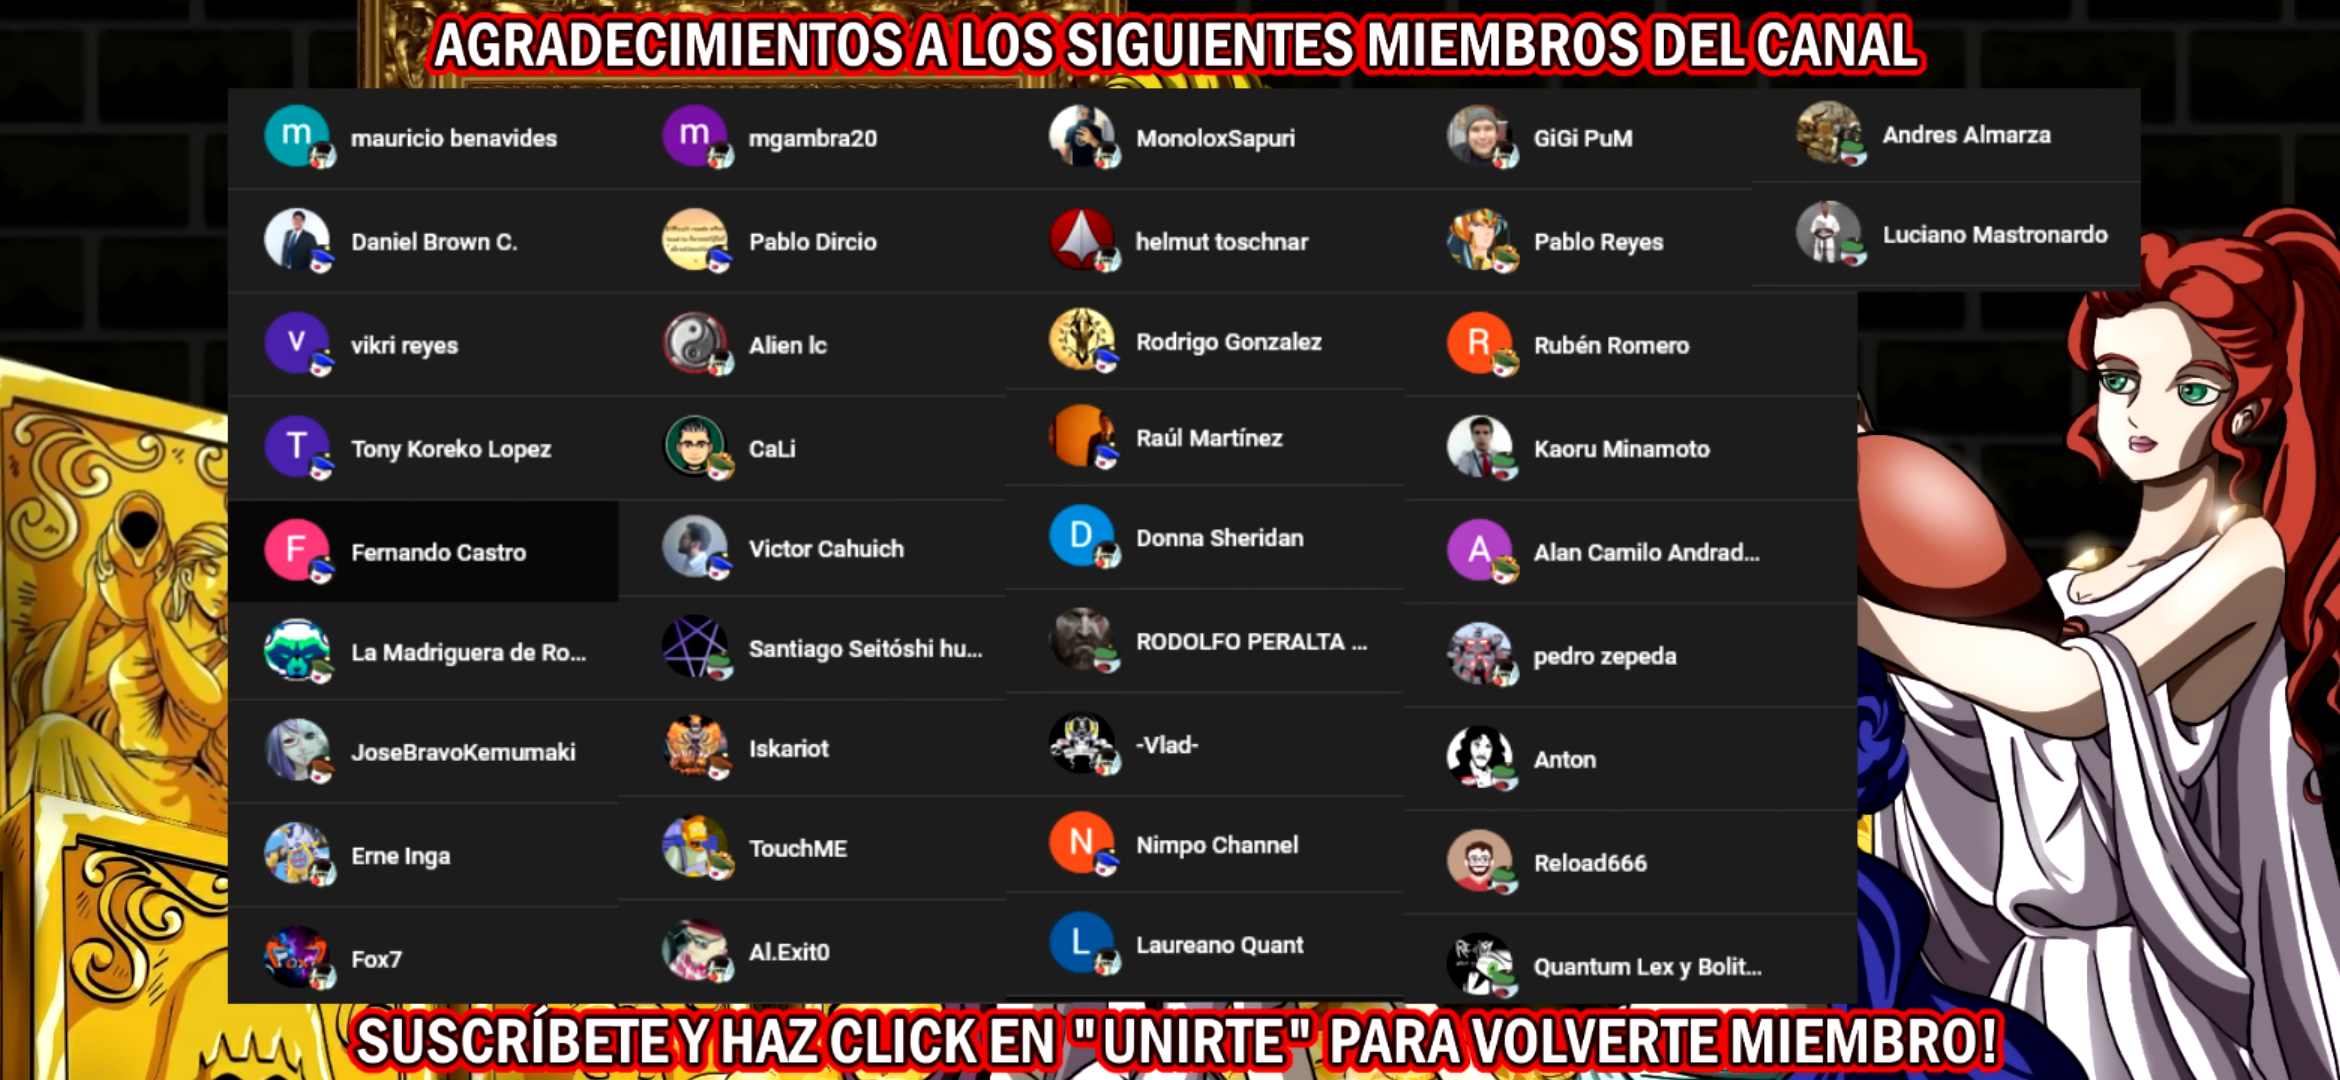 AGRADECIMIENTOS A LOS SIGUIENTES MIEMBROS DEL CANAL
m mauricio benavides
m mgambra20
MonoloxSapuri
GiGi PuM
Andres Almarza
Daniel Brown C.
Pablo Dircio
helmut toschnar
Pablo Reyes
Luciano Mastronardo
v vikri reyes
Alien lc
Rodrigo Gonzalez
R Rubén Romero
T Tony Koreko Lopez
CaLi
Raúl Martínez
Kaoru Minamoto
F Fernando Castro
Victor Cahuich
D Donna Sheridan
A Alan Camilo Andrad...
La Madriguera de Ro...
Santiago Seitóshi hu...
RODOLFO PERALTA ...
pedro zepeda
JoseBravoKemumaki
Iskariot
-Vlad-
Anton
Erne Inga
TouchME
N Nimpo Channel
Reload666
Fox7
Al.Exit0
L Laureano Quant
Quantum Lex y Bolit...
SUSCRÍBETE Y HAZ CLICK EN "UNIRTE" PARA VOLVERTE MIEMBRO!